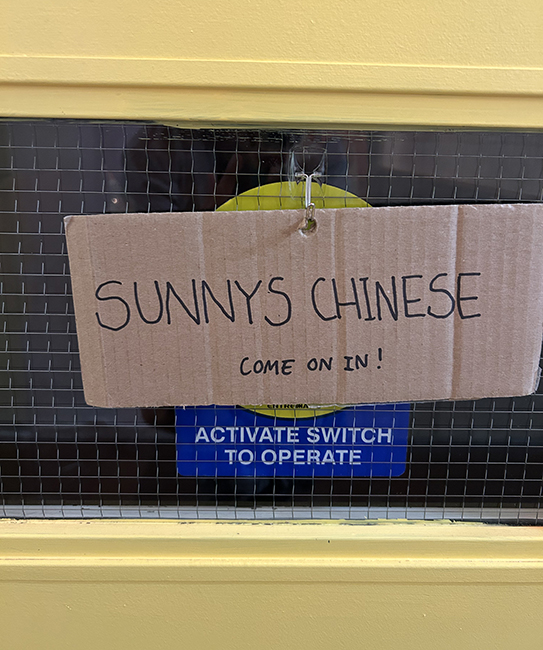 SUNNYS CHINESE
COME ON IN!
ACTIVATE SWITCH
TO OPERATE